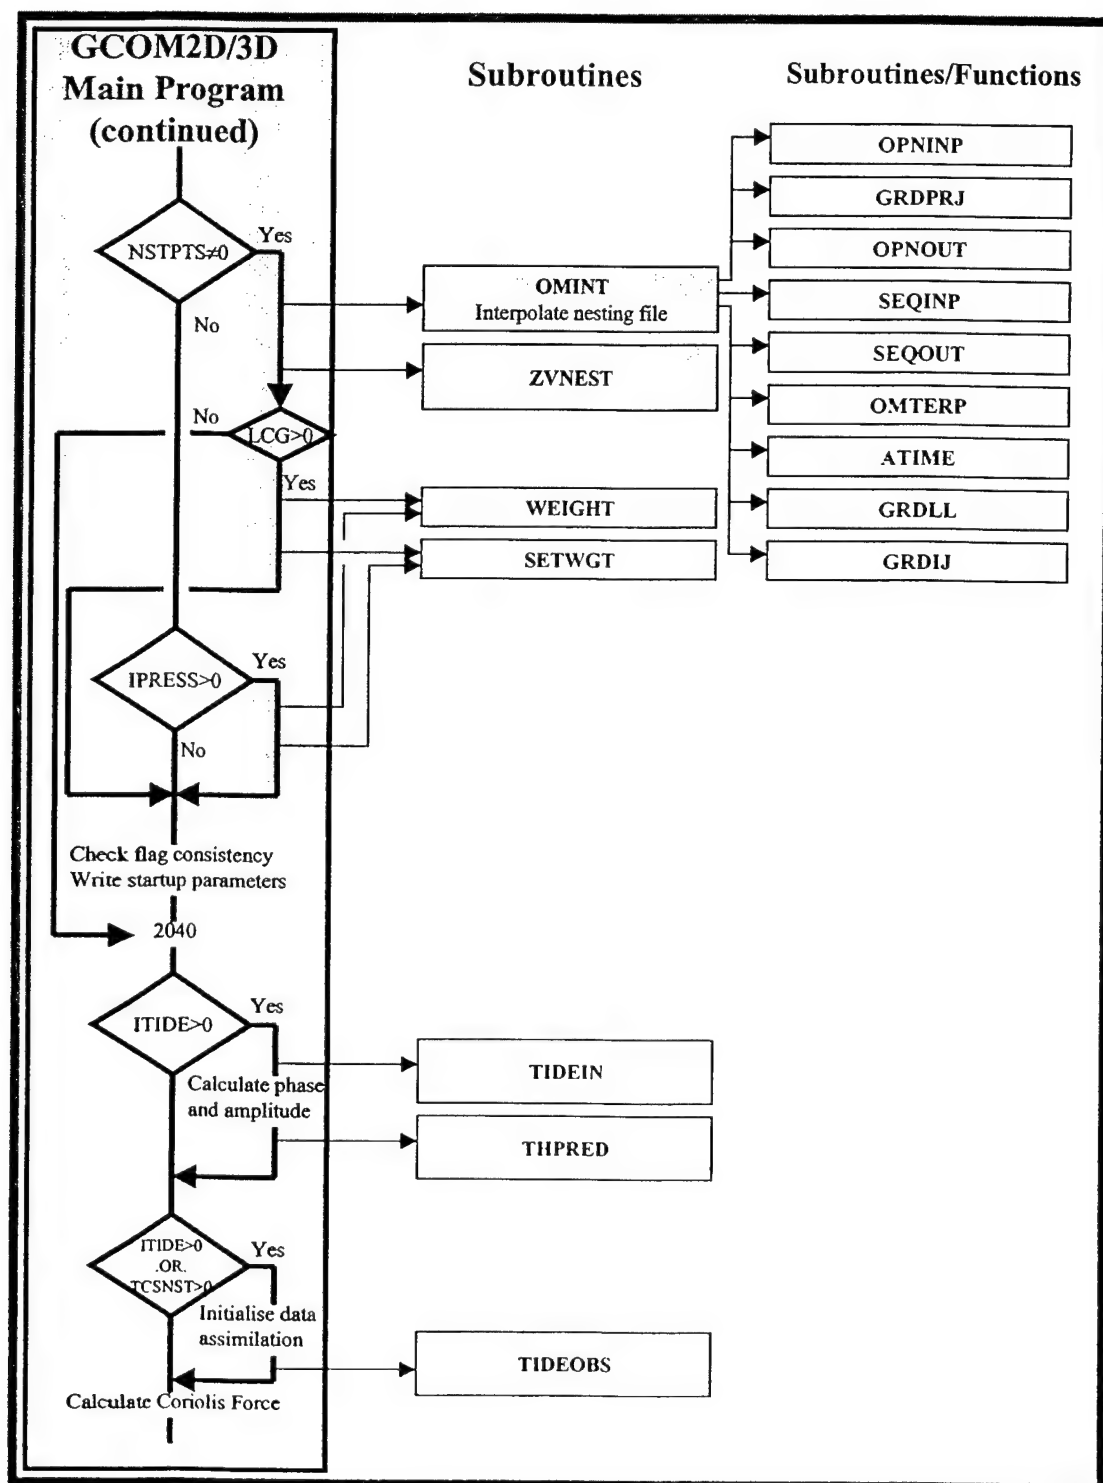 GCOM2D/3D
Main Program
(continued)
Subroutines
Subroutines/Functions
OPNINP
GRDPRJ
NSTPTS≠0
Yes
OPNOUT
OMINT
Interpolate nesting file
SEQINP
No
SEQOUT
ZVNEST
OMTERP
No
LCG>0
ATIME
Yes
WEIGHT
GRDLL
SETWGT
GRDIJ
IPRESS>0
Yes
No
Check flag consistency
Write startup parameters
2040
ITIDE>0
Yes
TIDEIN
Calculate phase
and amplitude
THPRED
ITIDE>0
.OR.
TCSNST>0
Yes
Initialise data
assimilation
TIDEOBS
Calculate Coriolis Force